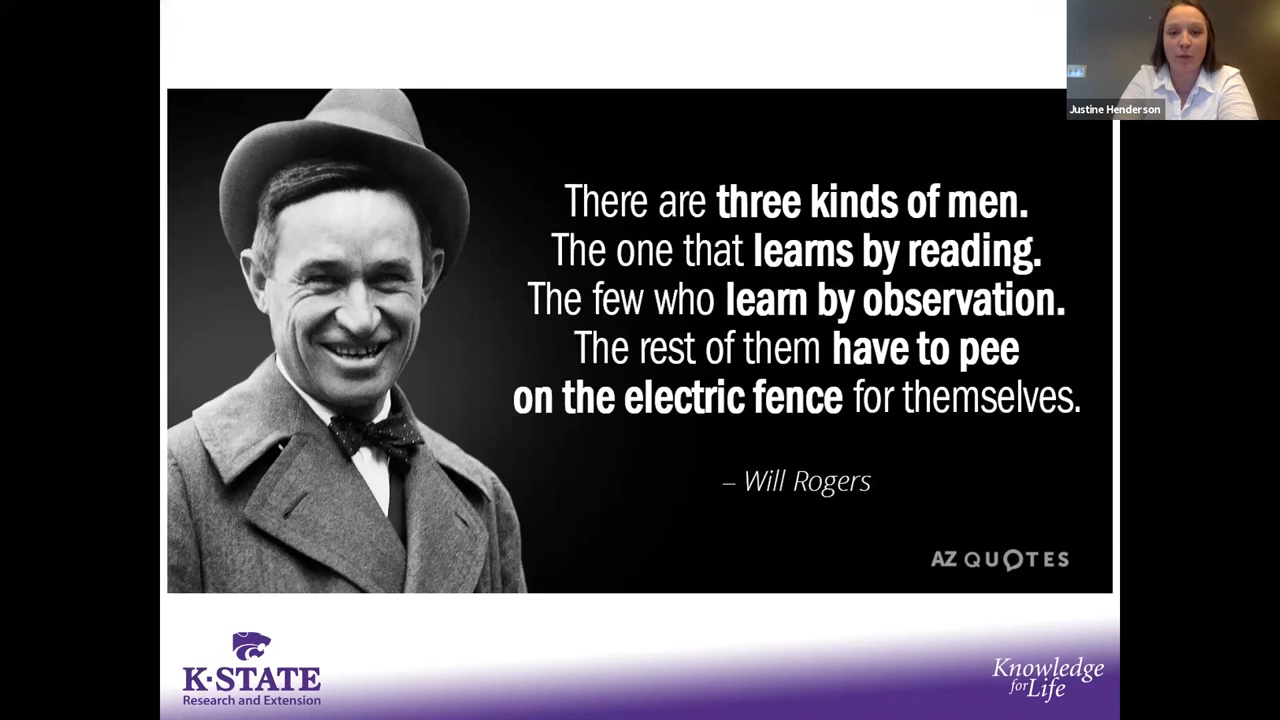 Justine Henderson
There are three kinds of men.
The one that learns by reading.
The few who learn by observation.
The rest of them have to pee
on the electric fence for themselves.
– Will Rogers
AZ QUOTES
K-STATE
Research and Extension
Knowledge
for Life